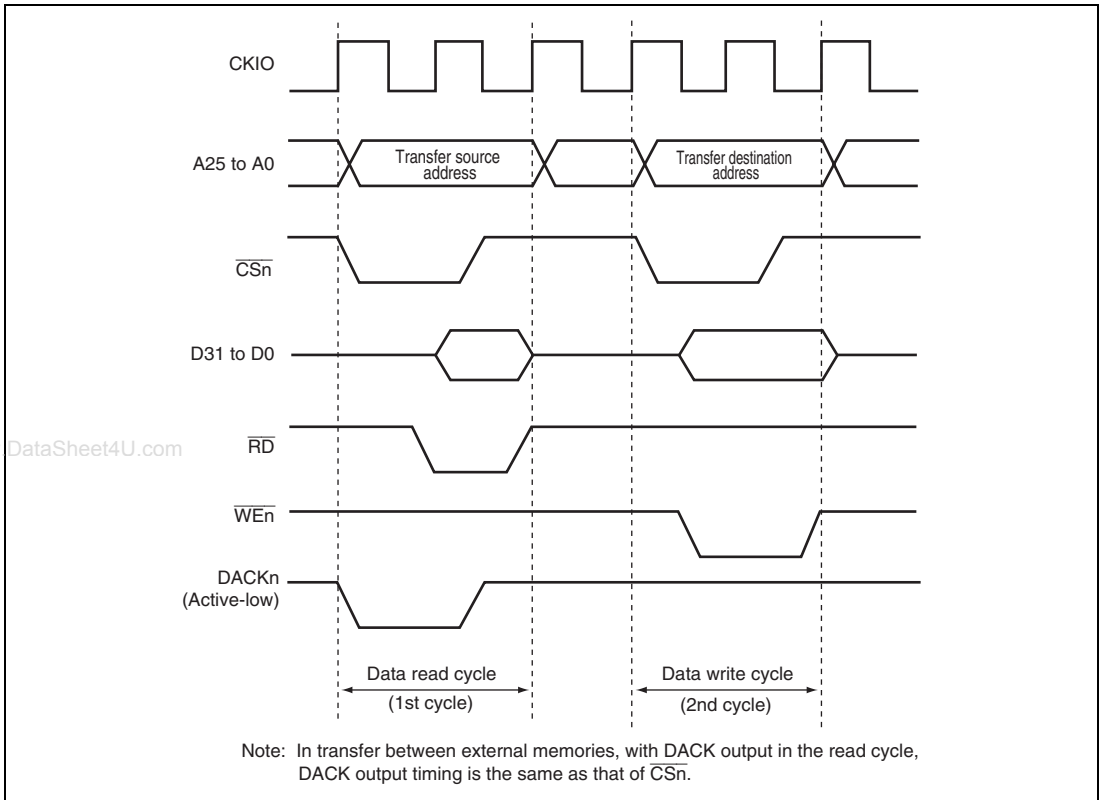 CKIO
A25 to A0
Transfer source
address
Transfer destination
address
CSn
D31 to D0
DataSheet4U.com
RD
WEn
DACKn
(Active-low)
Data read cycle
(1st cycle)
Data write cycle
(2nd cycle)
Note: In transfer between external memories, with DACK output in the read cycle,
DACK output timing is the same as that of CSn.